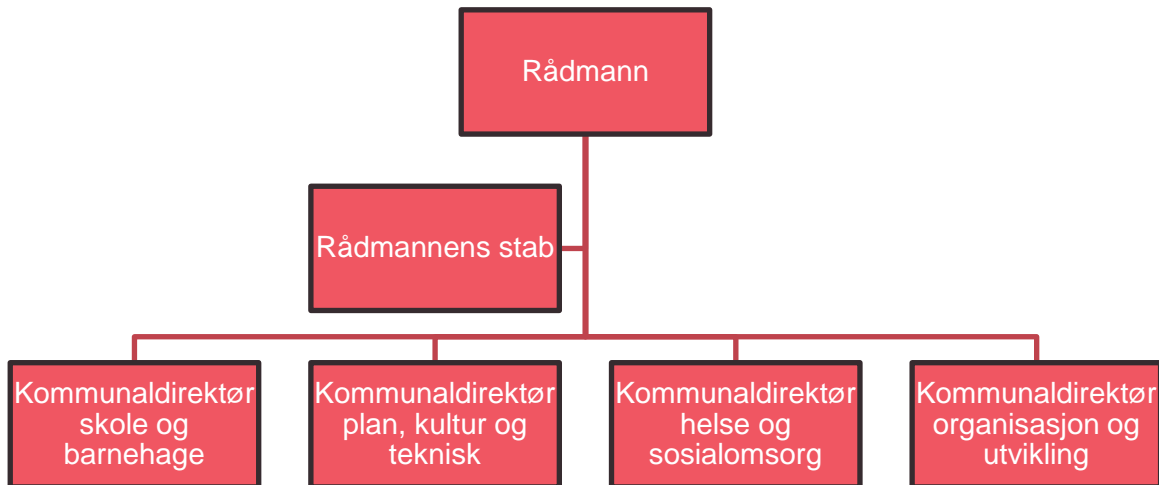 Rådmann
Rådmannens stab
Kommunaldirektør
skole og
barnehage
Kommunaldirektør
plan, kultur og
teknisk
Kommunaldirektør
helse og
sosialomsorg
Kommunaldirektør
organisasjon og
utvikling